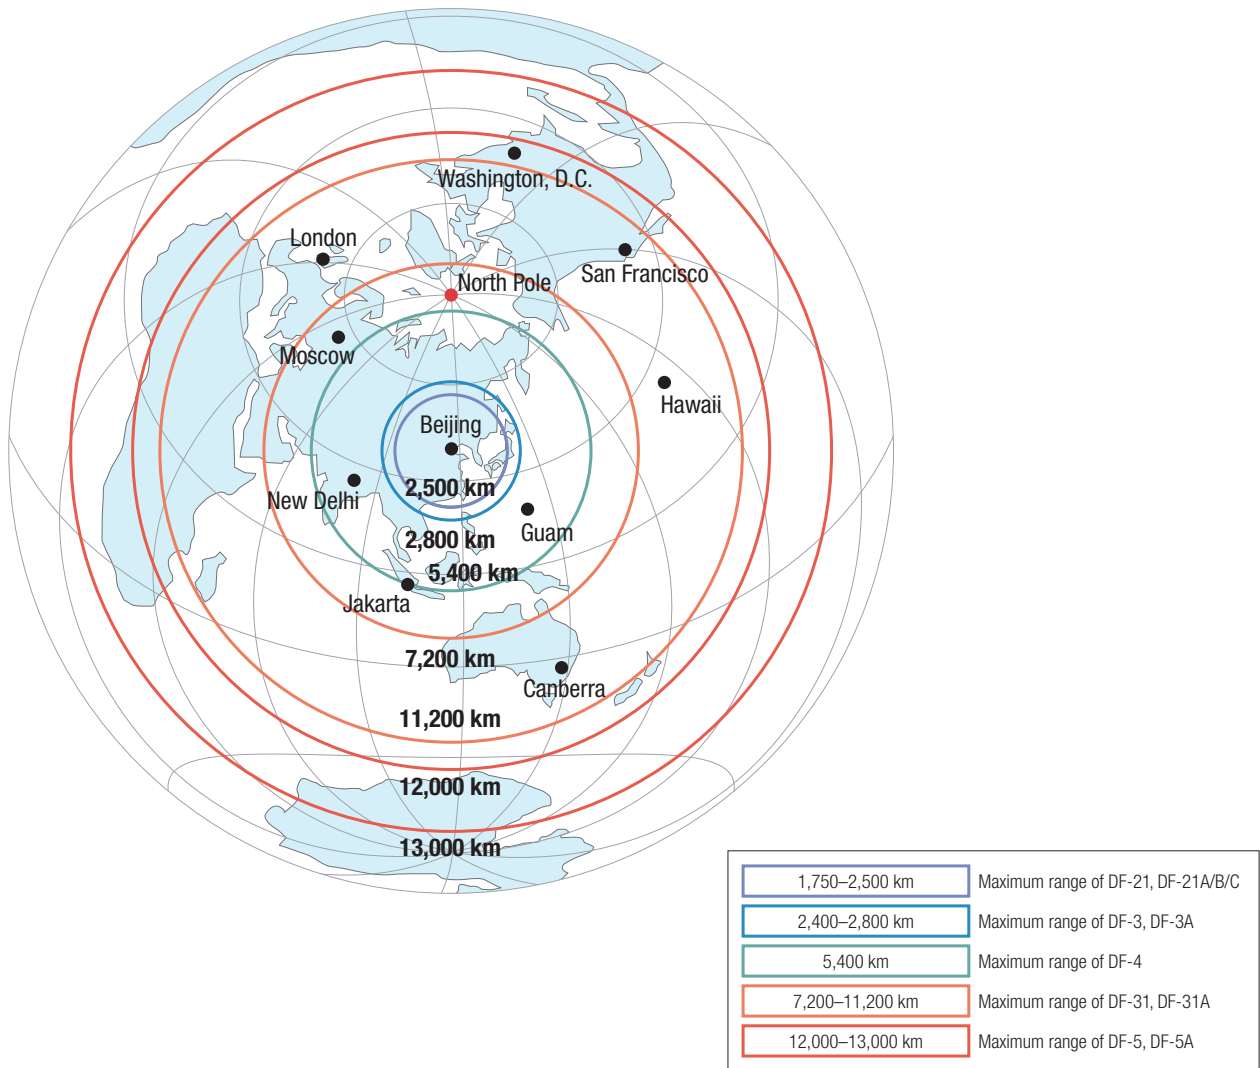 Washington, D.C.
London
San Francisco
North Pole
Moscow
Hawaii
Beijing
2,500 km
New Delhi
Guam
2,800 km
5,400 km
Jakarta
7,200 km
Canberra
11,200 km
12,000 km
13,000 km
1,750–2,500 km Maximum range of DF-21, DF-21A/B/C
2,400–2,800 km Maximum range of DF-3, DF-3A
5,400 km Maximum range of DF-4
7,200–11,200 km Maximum range of DF-31, DF-31A
12,000–13,000 km Maximum range of DF-5, DF-5A